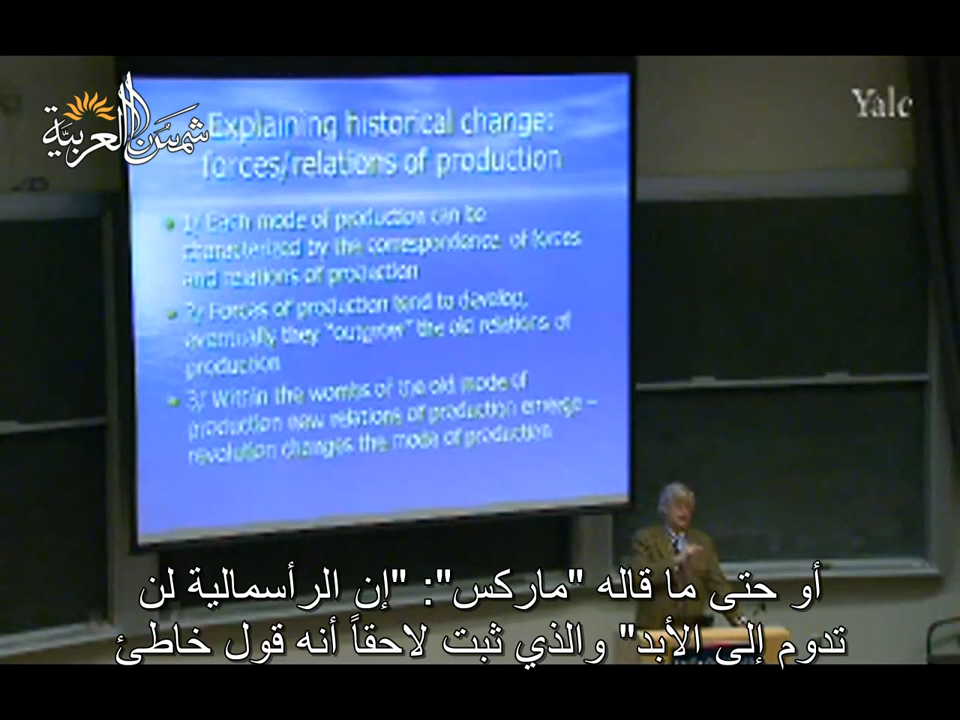 شمس العربية
Yale
Explaining historical change:
forces/relations of production
1/ Each mode of production can be
characterized by the correspondence of forces
and relations of production
2/ Forces of production tend to develop,
eventually they "outgrow" the old relations of
production
3/ Within the wombs of the old mode of
production new relations of production emerge –
revolution changes the mode of production
أو حتى ما قاله "ماركس": "إن الرأسمالية لن
تدوم إلى الأبد" والذي ثبت لاحقاً أنه قول خاطئ